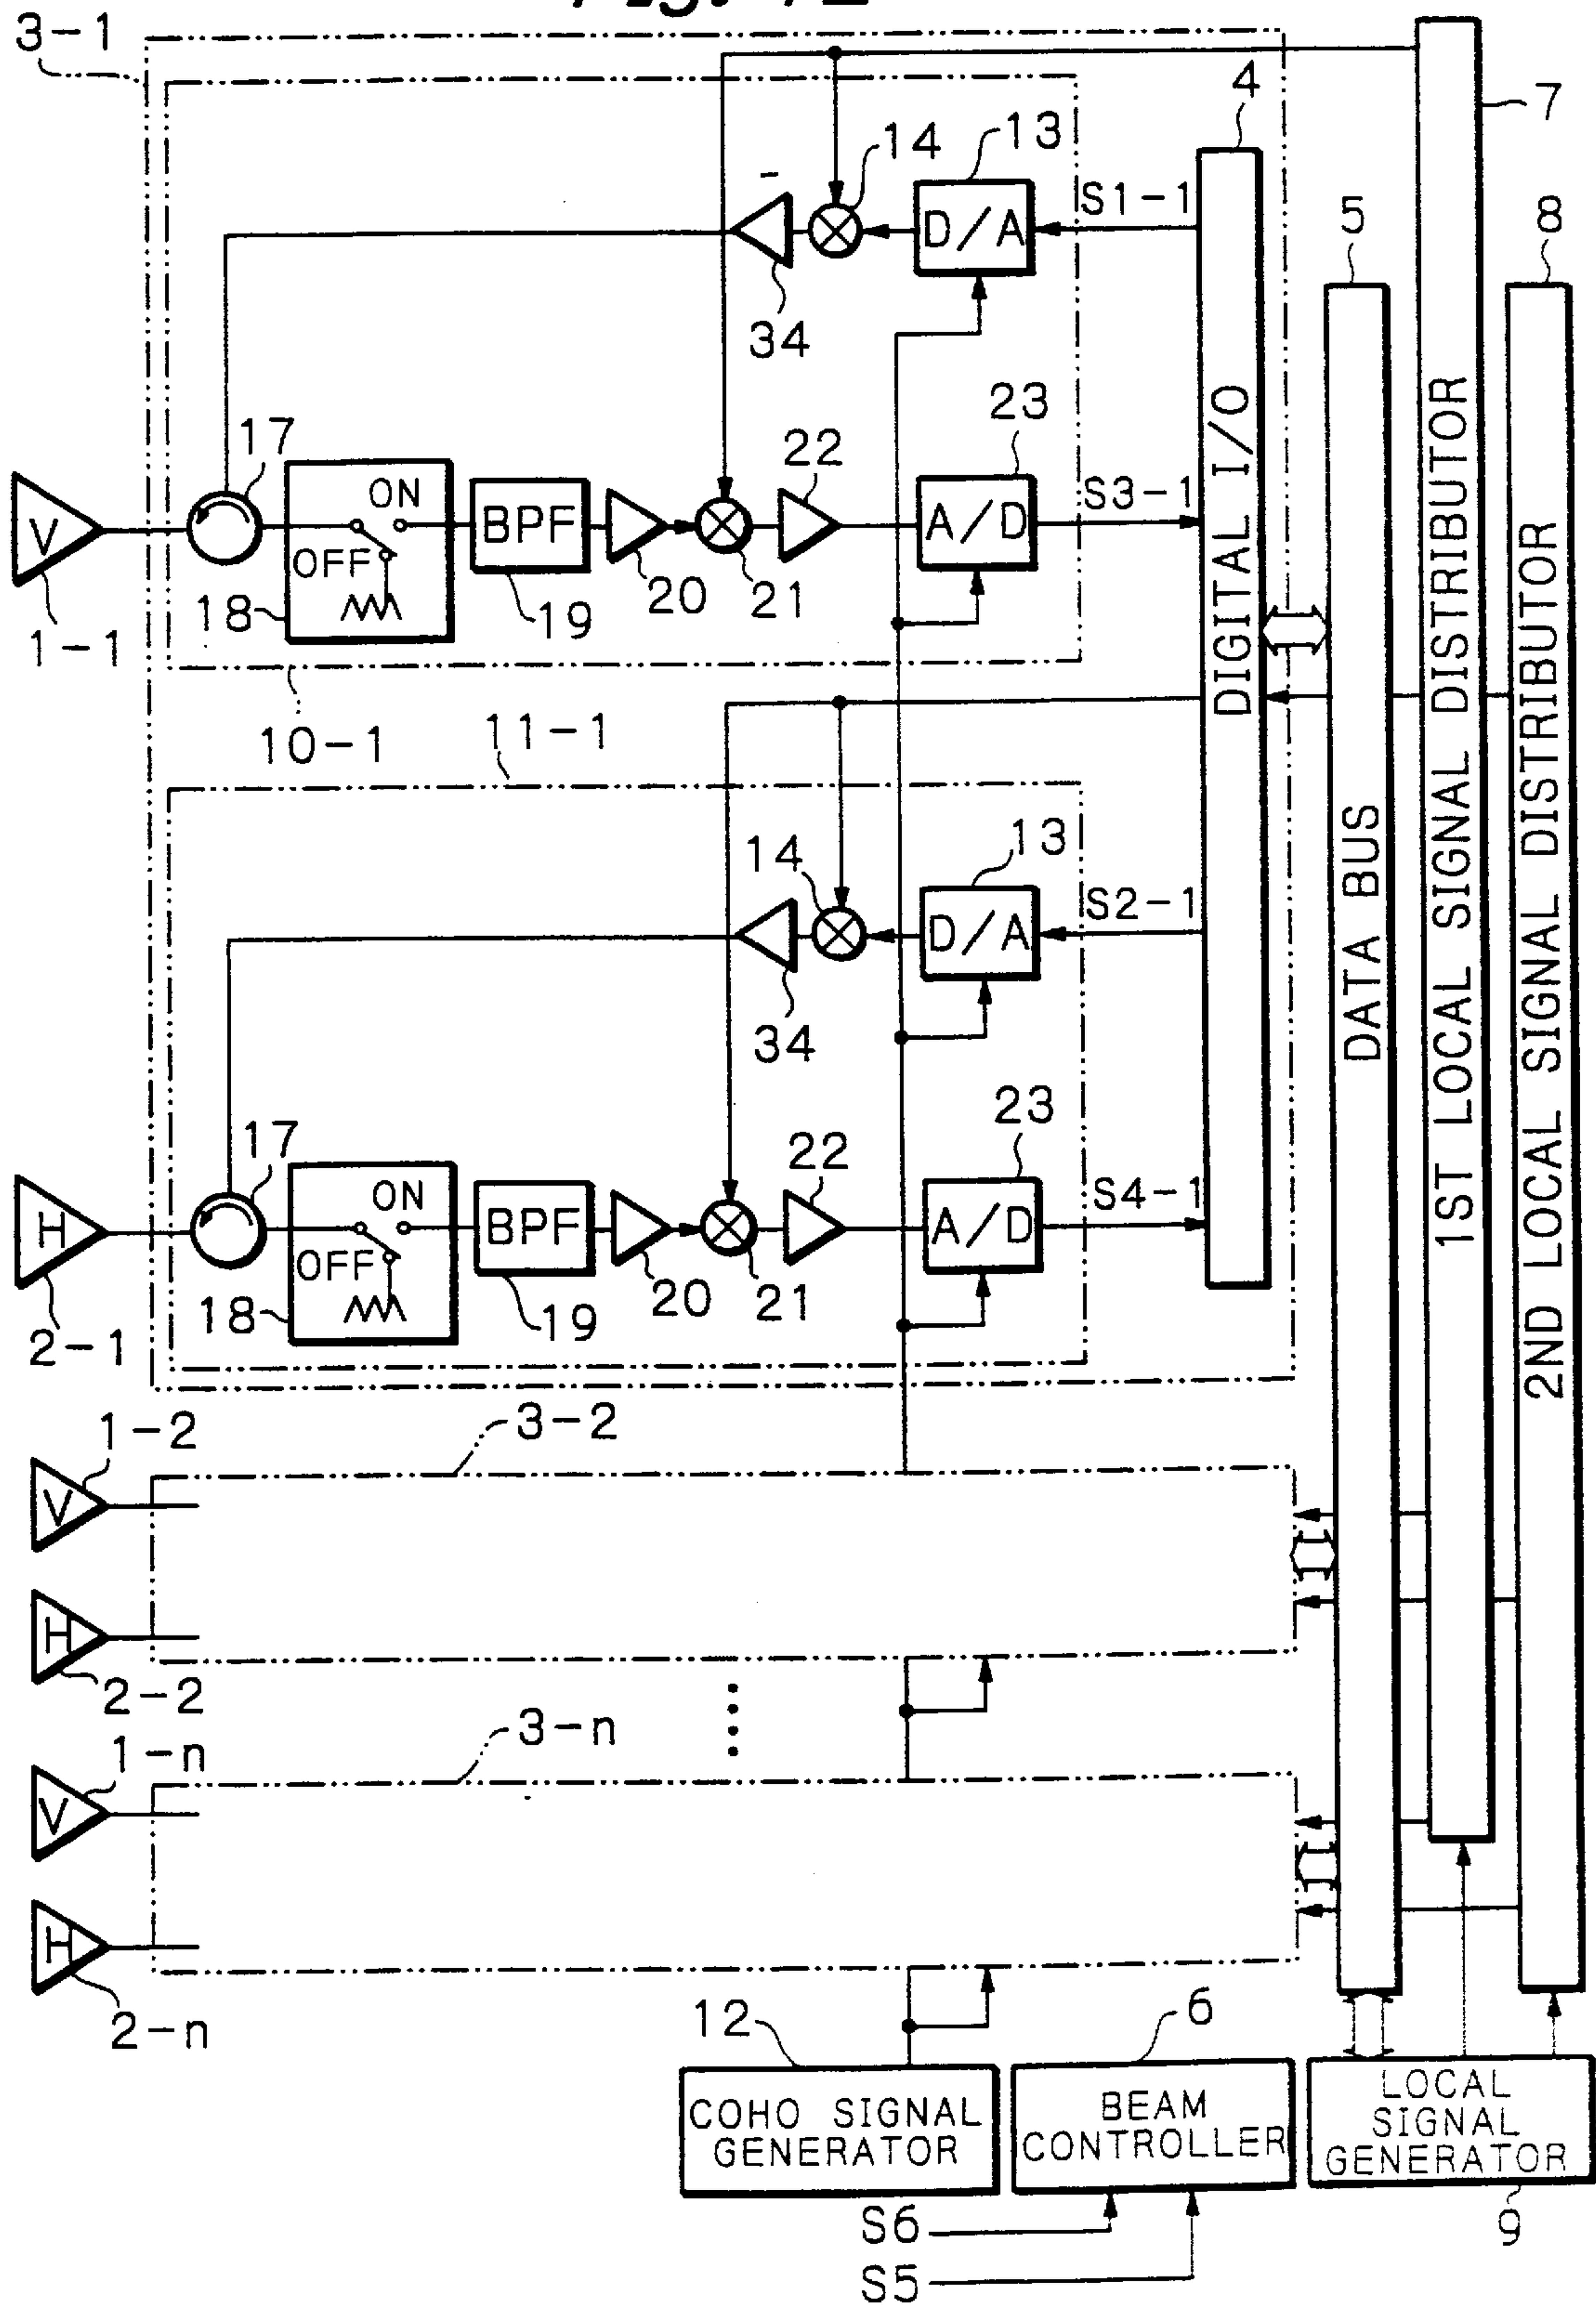 3-1
7
4
14
13
S1-1
5
8
D/A
34
17
22
23
S3-1
ON
BPF
A/D
V
OFF
18
19
20
21
1-1
10-1
11-1
DIGITAL I/O
DATA BUS
1ST LOCAL SIGNAL DISTRIBUTOR
2ND LOCAL SIGNAL DISTRIBUTOR
14
13
S2-1
D/A
34
17
22
23
S4-1
ON
BPF
A/D
H
OFF
18
19
20
21
2-1
1-2
3-2
V
H
2-2
1-n
3-n
V
H
2-n
12
6
COHO SIGNAL
GENERATOR
BEAM
CONTROLLER
LOCAL
SIGNAL
GENERATOR
S6
9
S5